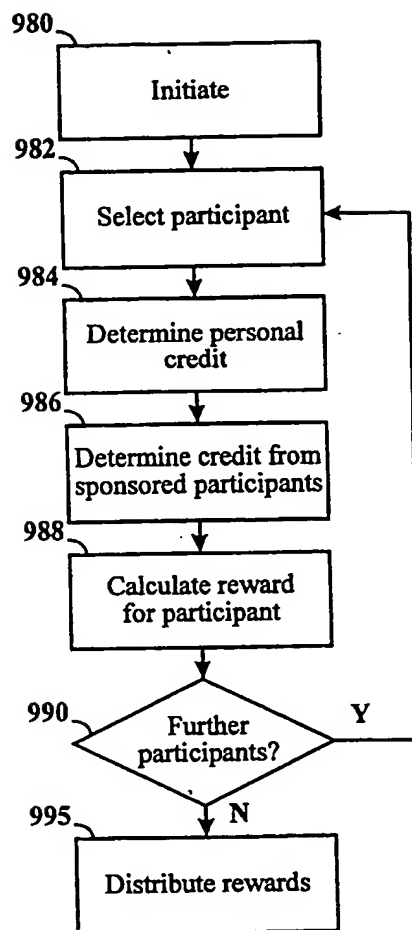 980
Initiate
982
Select participant
984
Determine personal
credit
986
Determine credit from
sponsored participants
988
Calculate reward
for participant
990
Further
participants?
Y
N
995
Distribute rewards